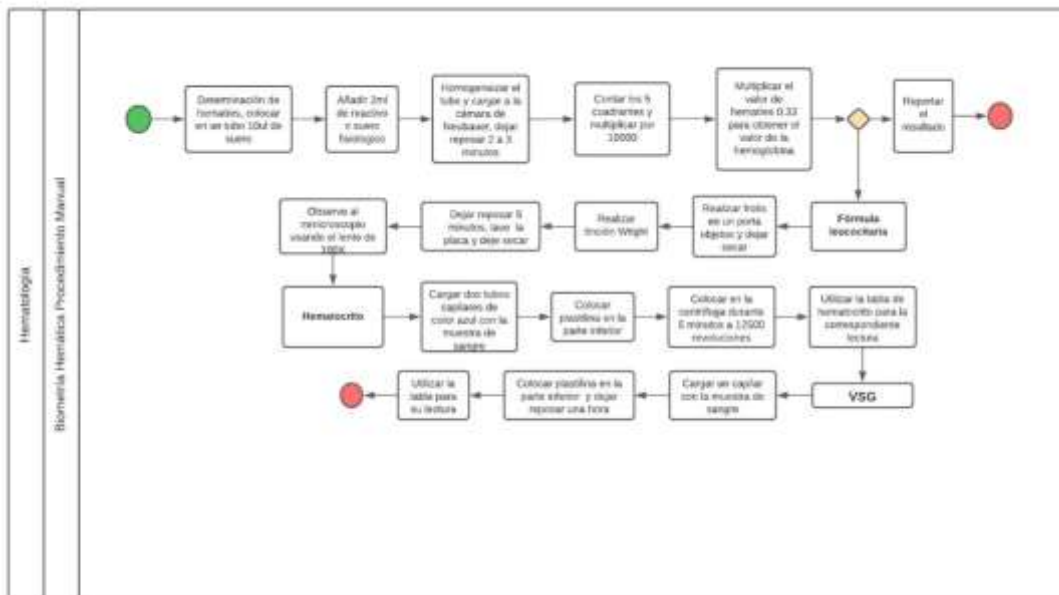 Hematología
Biometría Hemática Procedimiento Manual
Determinación de
hematíes, colocar
en un tubo 10ul de
suero
Añadir 2ml
de reactivo
o suero
fisiologico
Homogeneizar el
tubo y cargar a la
cámara de
Neubauer, dejar
reposar 2 a 3
minutos
Contar los 5
cuadrantes y
multiplicar por
10000
Multiplicar el
valor de
hematíes 0.33
para obtener el
valor de la
hemoglobina
Reportar
el
resultado
Fórmula
leucocitaria
Realizar frotis
en un porta
objetos y dejar
secar
Realizar
tinción Wright
Dejar reposar 5
minutos, lave la
placa y deje secar
Observe al
microscopio
usando el lente de
100X
Hematocrito
Cargar dos tubos
capilares de
color azul con la
muestra de
sangre
Colocar
plastilina en la
parte inferior
Colocar en la
centrífuga durante
5 minutos a 12500
revoluciones
Utilizar la tabla de
hematocrito para la
correspondiente
lectura
VSG
Cargar un capilar
con la muestra de
sangre
Colocar plastilina en la
parte inferior y dejar
reposar una hora
Utilizar la
tabla para
su lectura